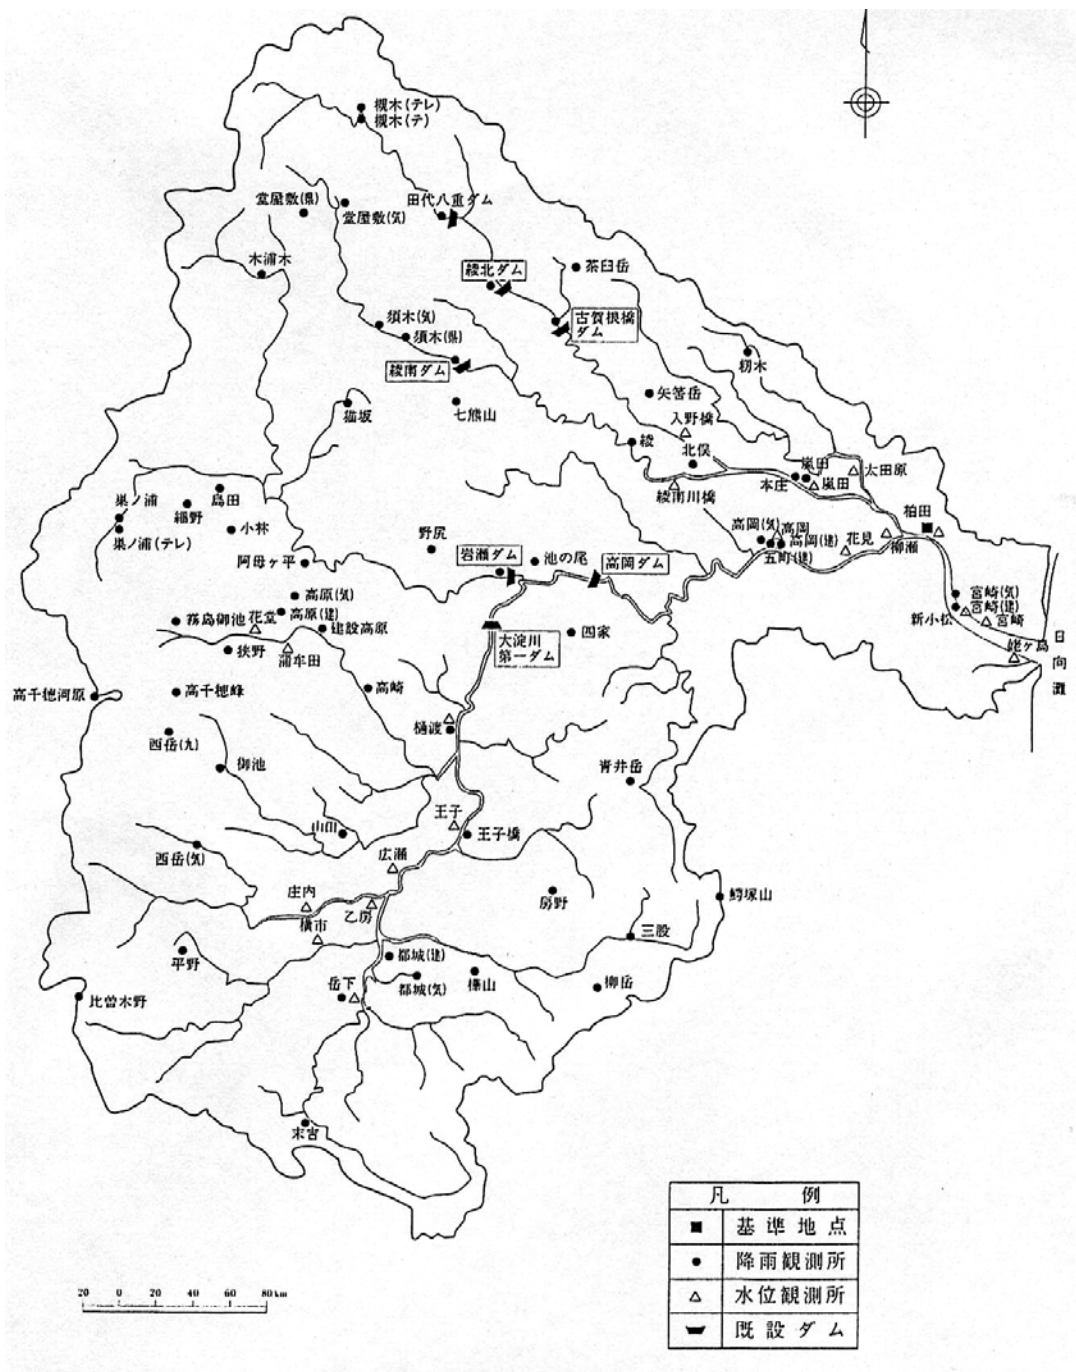 槻木(テレ)
槻木(テ)
堂屋敷(県)
堂屋敷(気)
田代八重ダム
木浦木
綾北ダム
茶臼岳
須木(気)
須木(県)
古賀根橋
ダム
綾南ダム
籾木
猫坂
七熊山
矢筈岳
入野橋
綾
北俣
嵐田
太田原
本庄
嵐田
綾南川橋
巣ノ浦
島田
細野
巣ノ浦(テレ)
小林
柏田
高岡(気)
高岡
高岡(建)
花見
柳瀬
五町(建)
野尻
岩瀬ダム
池の尾
高岡ダム
阿母ヶ平
高原(気)
高原(建)
霧島御池
花堂
建設高原
宮崎(気)
宮崎(建)
新小松
宮崎
狭野
蒲牟田
大淀川
第一ダム
四家
姥ヶ島
日
向
灘
高千穂河原
高千穂峰
高崎
樋渡
西岳(九)
御池
青井岳
山田
王子
王子橋
西岳(気)
広瀬
庄内
乙房
横市
房野
鰐塚山
三股
平野
都城(建)
都城(気)
樺山
柳岳
岳下
比曽木野
末吉
凡 例
基準地点
降雨観測所
水位観測所
既設ダム
20 0 20 40 60 80km